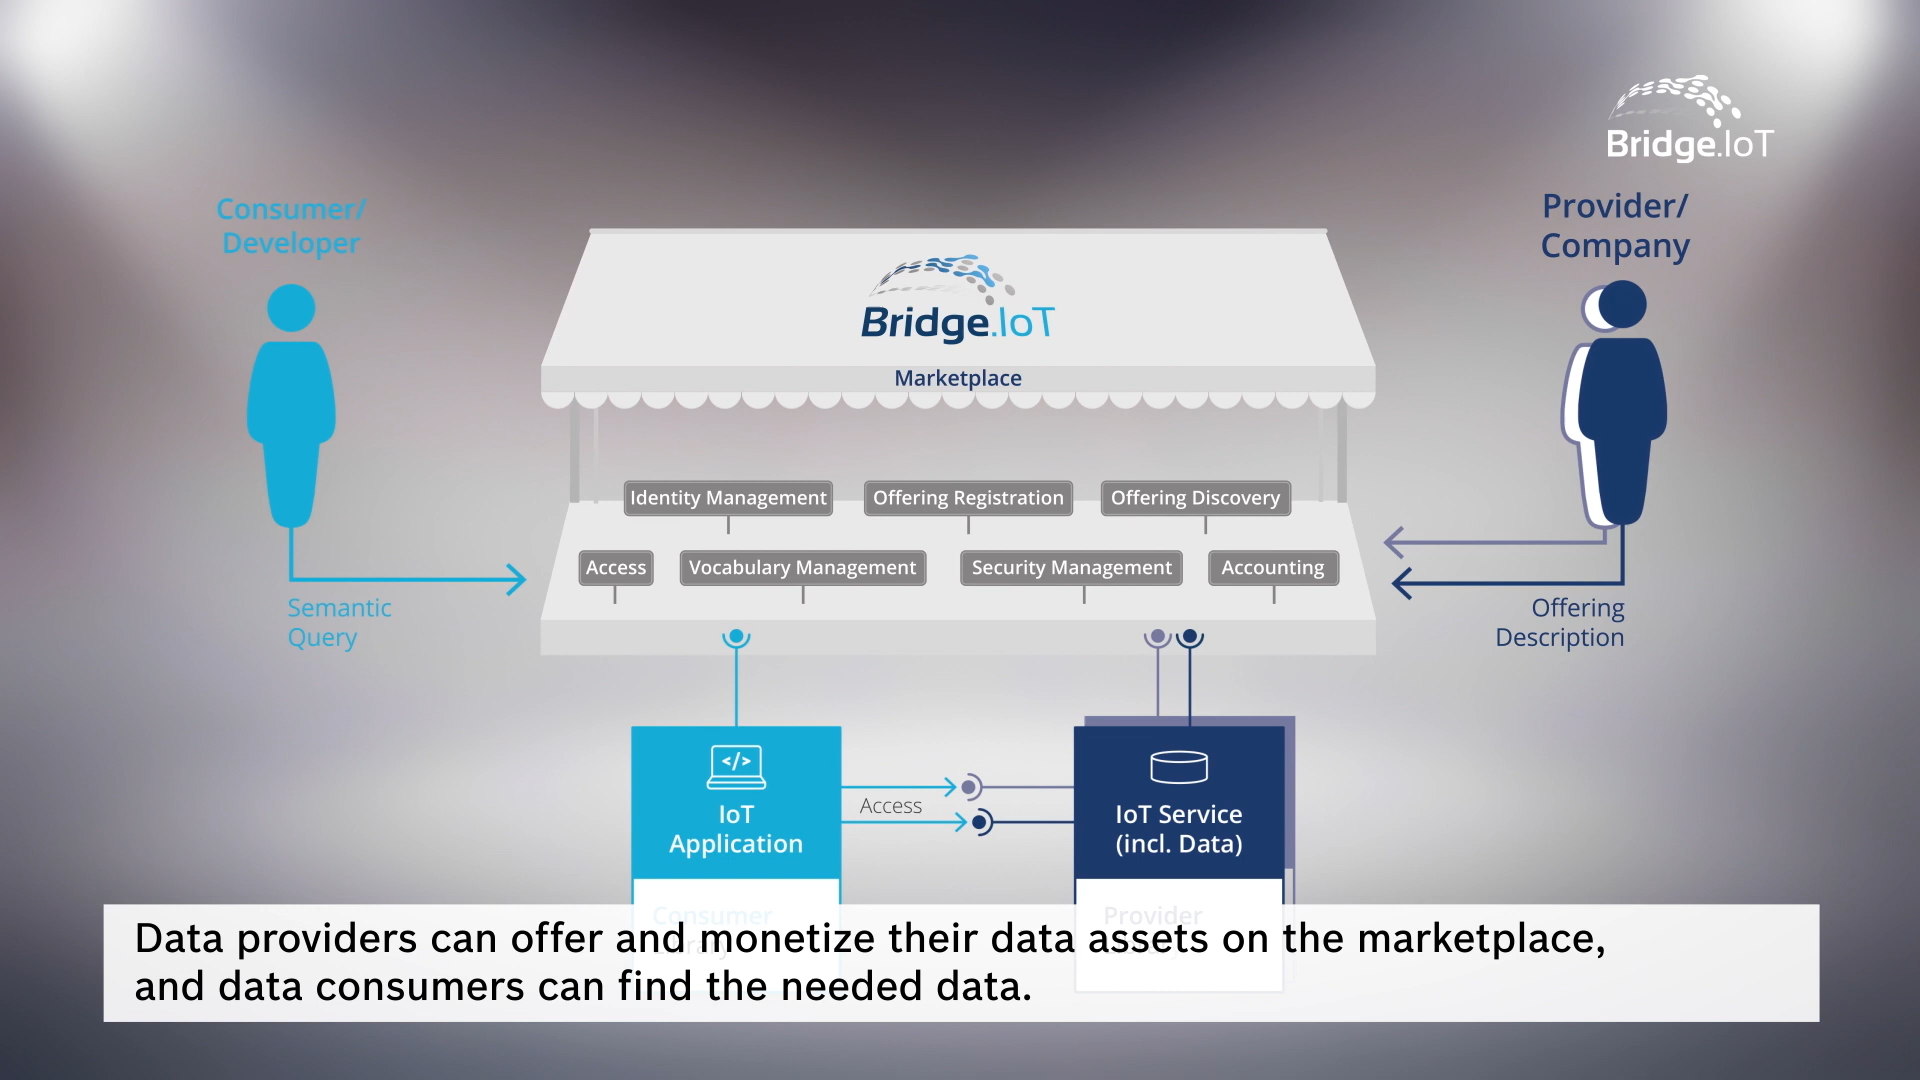 Bridge.IoT
Consumer/
Developer
Provider/
Company
Bridge.IoT
Marketplace
Identity Management
Offering Registration
Offering Discovery
Access
Vocabulary Management
Security Management
Accounting
Semantic
Query
Offering
Description
IoT
Application
Access
IoT Service
(incl. Data)
Consumer
Provider
Data providers can offer and monetize their data assets on the marketplace,
and data consumers can find the needed data.